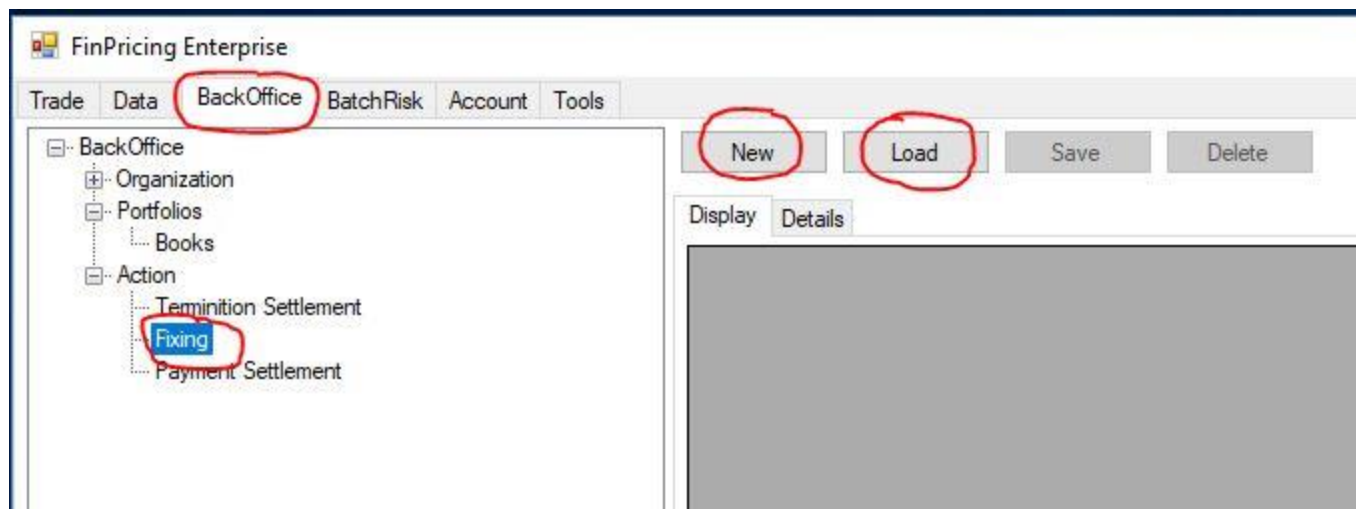 FinPricing Enterprise
Trade Data BackOffice BatchRisk Account Tools
BackOffice
Organization
Portfolios
Books
Action
Terminition Settlement
Fixing
Payment Settlement
New Load Save Delete
Display Details